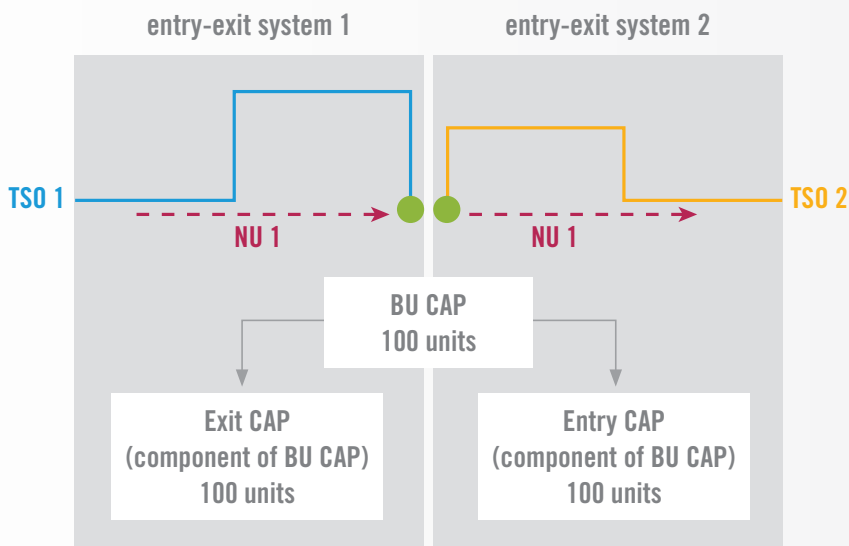 entry-exit system 1
entry-exit system 2
TSO 1
TSO 2
NU 1
NU 1
BU CAP
100 units
Exit CAP
(component of BU CAP)
100 units
Entry CAP
(component of BU CAP)
100 units